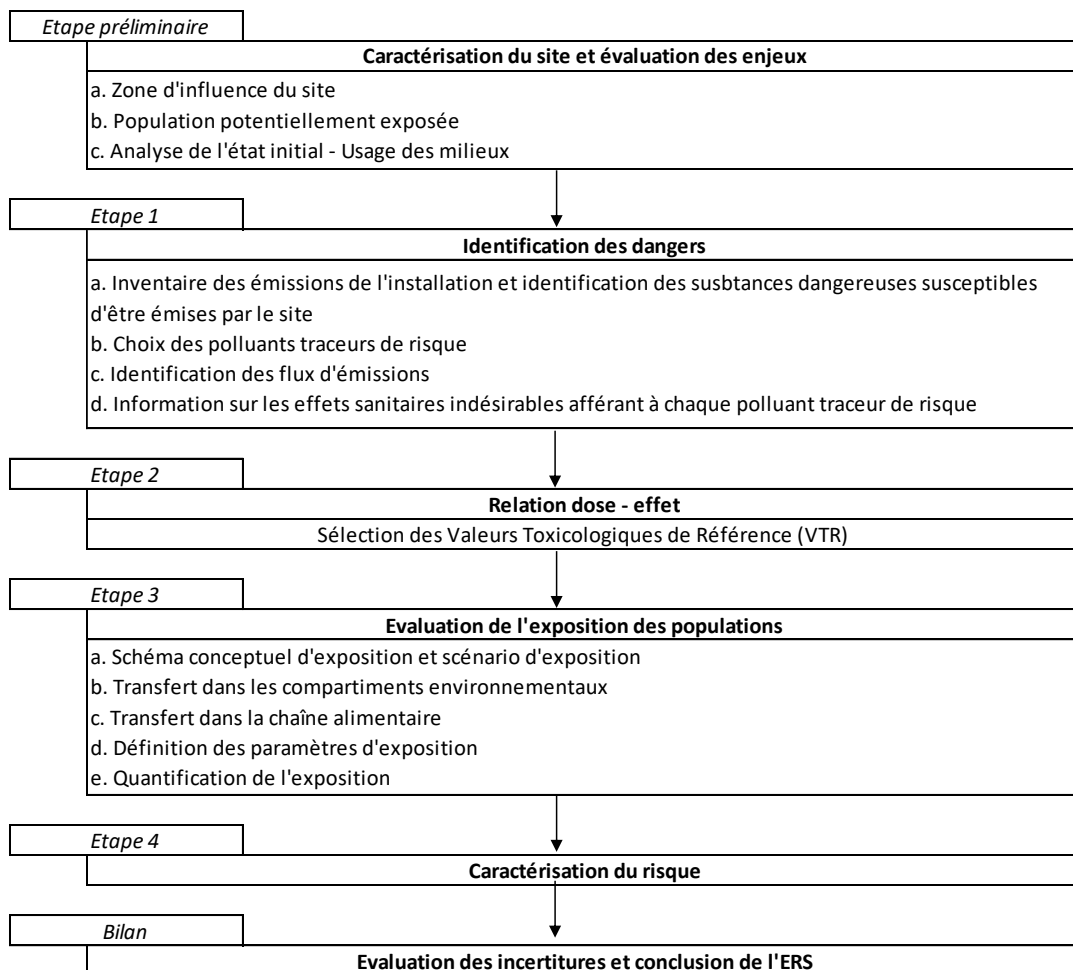 Etape préliminaire
Caractérisation du site et évaluation des enjeux
a. Zone d'influence du site
b. Population potentiellement exposée
c. Analyse de l'état initial - Usage des milieux
Etape 1
Identification des dangers
a. Inventaire des émissions de l'installation et identification des susbtances dangereuses susceptibles
d'être émises par le site
b. Choix des polluants traceurs de risque
c. Identification des flux d'émissions
d. Information sur les effets sanitaires indésirables afférant à chaque polluant traceur de risque
Etape 2
Relation dose - effet
Sélection des Valeurs Toxicologiques de Référence (VTR)
Etape 3
Evaluation de l'exposition des populations
a. Schéma conceptuel d'exposition et scénario d'exposition
b. Transfert dans les compartiments environnementaux
c. Transfert dans la chaîne alimentaire
d. Définition des paramètres d'exposition
e. Quantification de l'exposition
Etape 4
Caractérisation du risque
Bilan
Evaluation des incertitures et conclusion de l'ERS